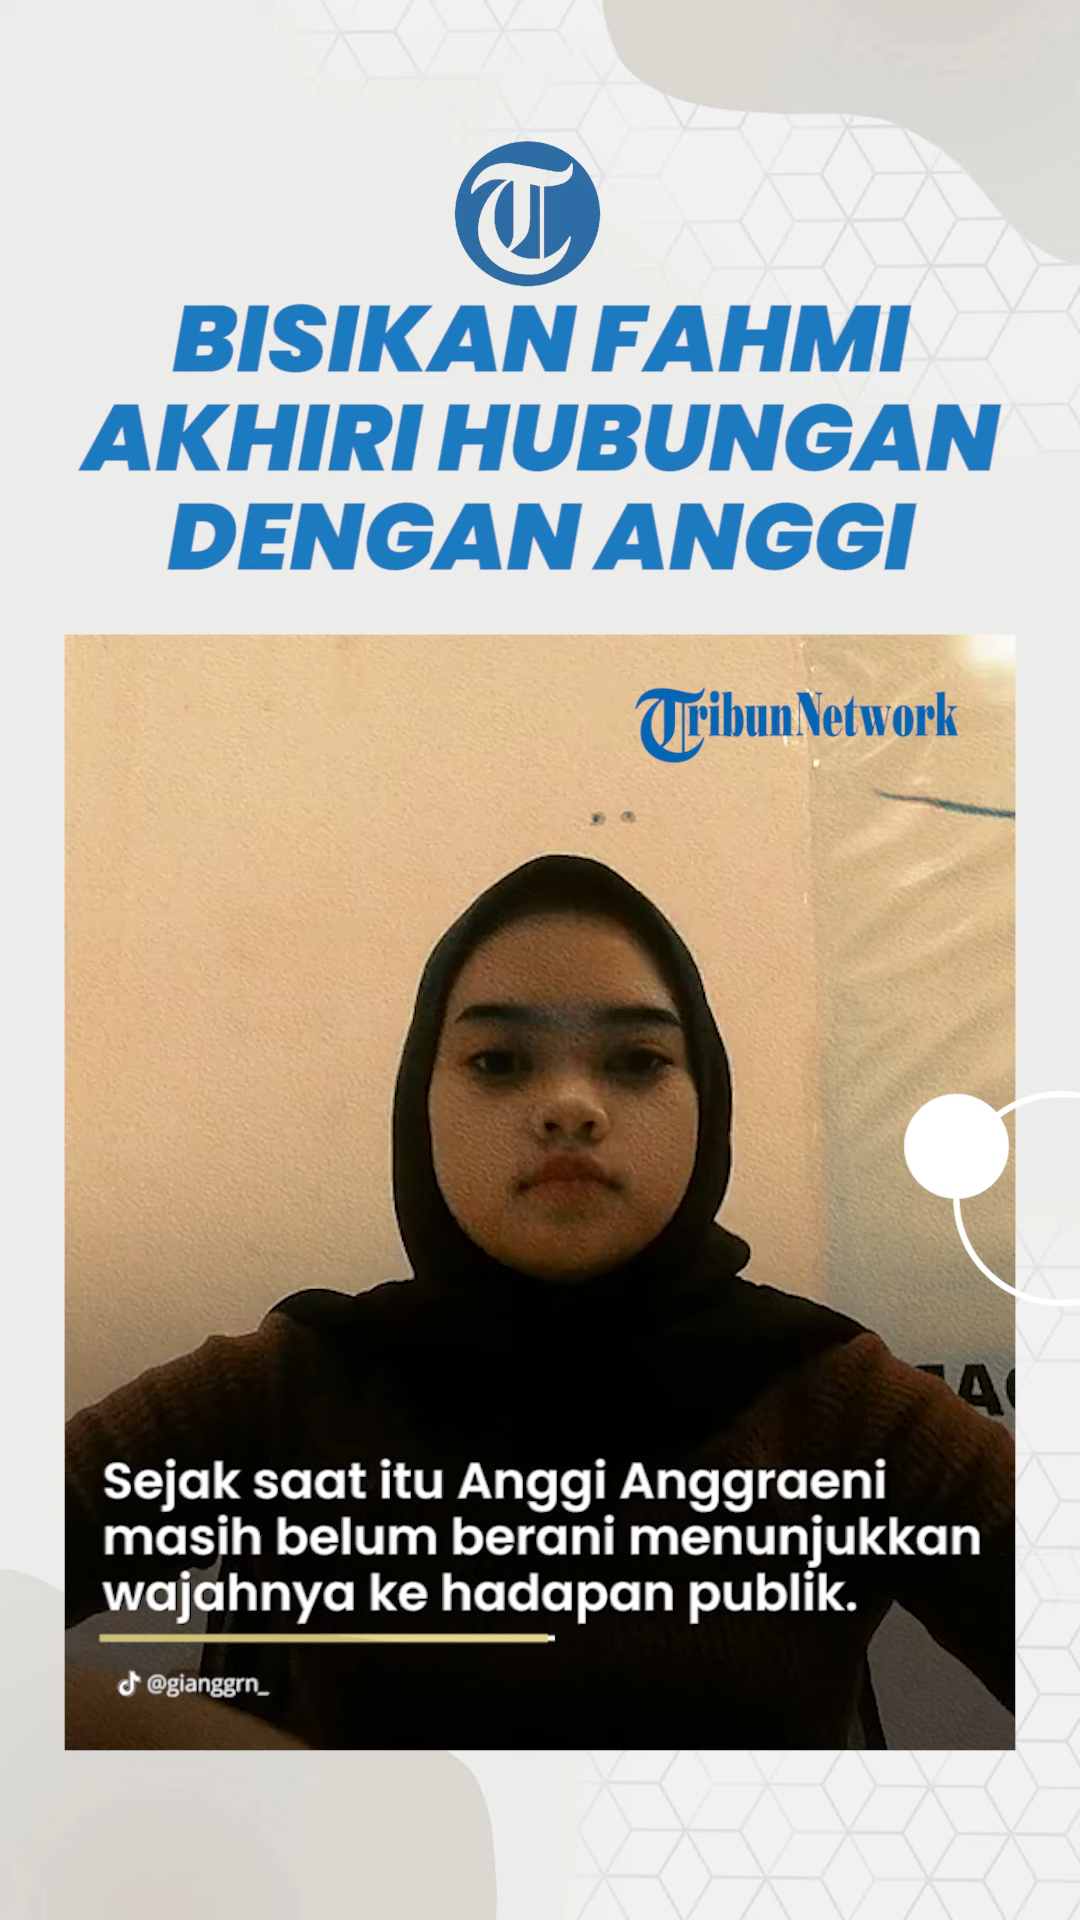 BISIKAN FAHMI
AKHIRI HUBUNGAN
DENGAN ANGGI
TribunNetwork
Sejak saat itu Anggi Anggraeni
masih belum berani menunjukkan
wajahnya ke hadapan publik.
@gianggrn_